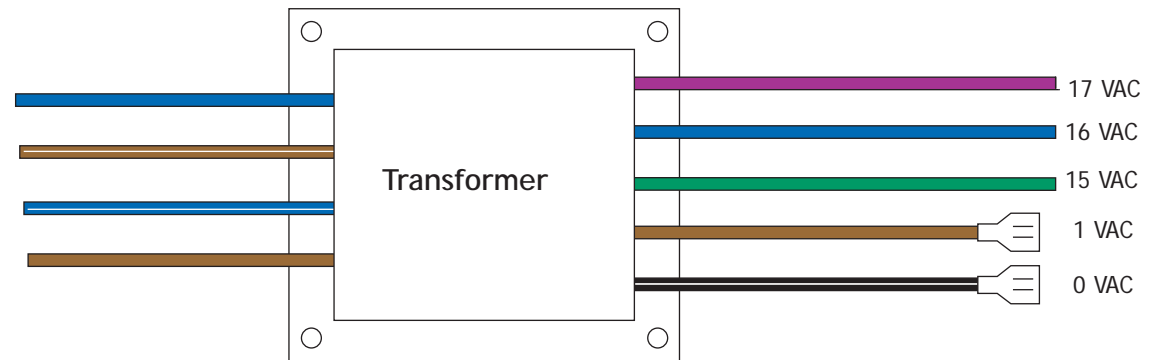 17 VAC
16 VAC
Transformer
15 VAC
1 VAC
0 VAC